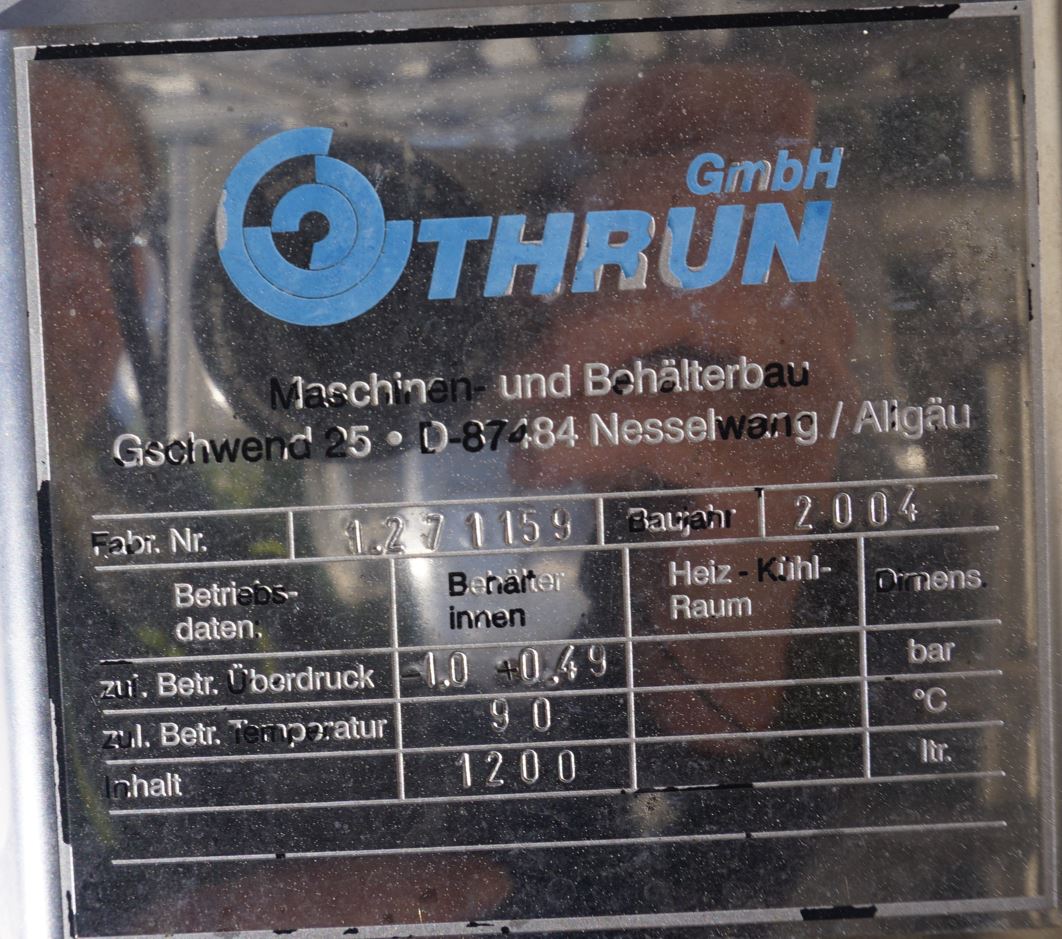 GmbH
THRUN
Maschinen- und Behälterbau
Gschwend 25 • D-87484 Nesselwang / Allgäu
Fabr. Nr. 1.271159 Baujahr 2004
Betriebs-
daten:
Behälter
innen
Heiz - Kühl-
Raum
Dimens.
zul. Betr. Überdruck -1.0 +0.49 bar
zul. Betr. Temperatur 90 °C
Inhalt 1200 ltr.